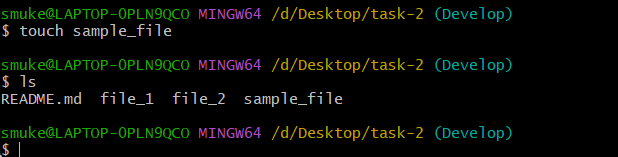 smuke@LAPTOP-0PLN9QCO MINGW64 /d/Desktop/task-2 (Develop)
$ touch sample_file
smuke@LAPTOP-0PLN9QCO MINGW64 /d/Desktop/task-2 (Develop)
$ ls
README.md  file_1  file_2  sample_file
smuke@LAPTOP-0PLN9QCO MINGW64 /d/Desktop/task-2 (Develop)
$